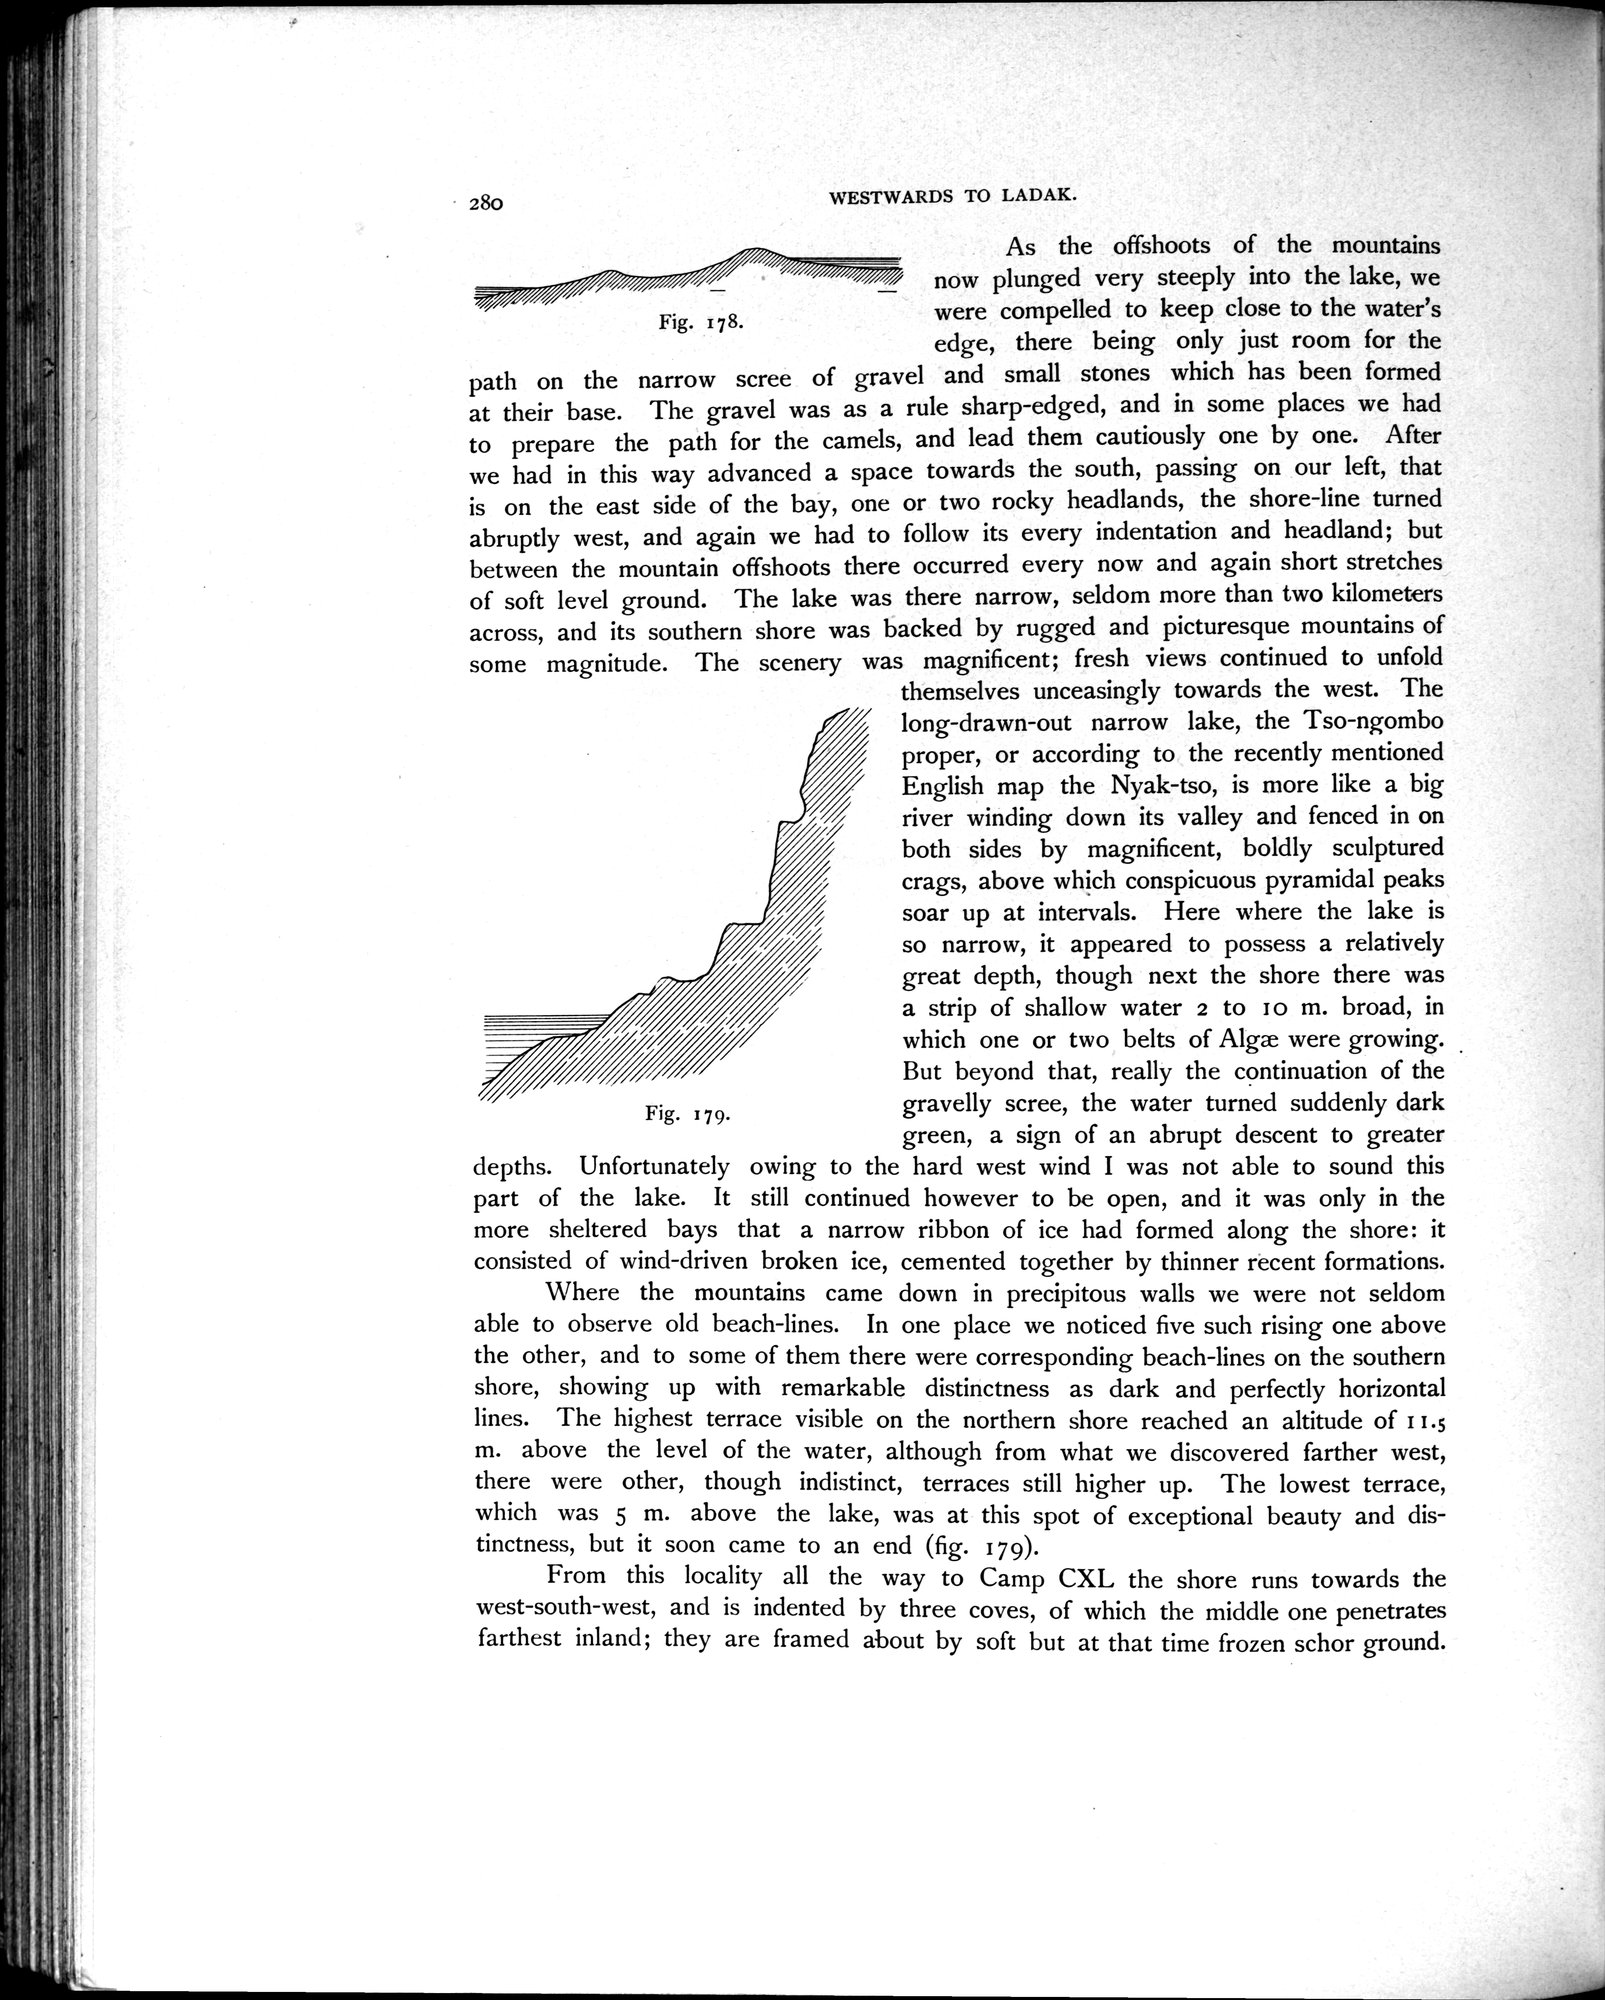 280
WESTWARDS TO LADAK.
Fig. 178.
As the offshoots of the mountains
now plunged very steeply into the lake, we
were compelled to keep close to the water's
edge, there being only just room for the
path on the narrow scree of gravel and small stones which has been formed
at their base. The gravel was as a rule sharp-edged, and in some places we had
to prepare the path for the camels, and lead them cautiously one by one. After
we had in this way advanced a space towards the south, passing on our left, that
is on the east side of the bay, one or two rocky headlands, the shore-line turned
abruptly west, and again we had to follow its every indentation and headland; but
between the mountain offshoots there occurred every now and again short stretches
of soft level ground. The lake was there narrow, seldom more than two kilometers
across, and its southern shore was backed by rugged and picturesque mountains of
some magnitude. The scenery was magnificent; fresh views continued to unfold
themselves unceasingly towards the west. The
long-drawn-out narrow lake, the Tso-ngombo
proper, or according to the recently mentioned
English map the Nyak-tso, is more like a big
river winding down its valley and fenced in on
both sides by magnificent, boldly sculptured
crags, above which conspicuous pyramidal peaks
soar up at intervals. Here where the lake is
so narrow, it appeared to possess a relatively
great depth, though next the shore there was
a strip of shallow water 2 to 10 m. broad, in
which one or two belts of Algæ were growing.
But beyond that, really the continuation of the
gravelly scree, the water turned suddenly dark
green, a sign of an abrupt descent to greater
Fig. 179.
depths. Unfortunately owing to the hard west wind I was not able to sound this
part of the lake. It still continued however to be open, and it was only in the
more sheltered bays that a narrow ribbon of ice had formed along the shore: it
consisted of wind-driven broken ice, cemented together by thinner recent formations.
Where the mountains came down in precipitous walls we were not seldom
able to observe old beach-lines. In one place we noticed five such rising one above
the other, and to some of them there were corresponding beach-lines on the southern
shore, showing up with remarkable distinctness as dark and perfectly horizontal
lines. The highest terrace visible on the northern shore reached an altitude of 11.5
m. above the level of the water, although from what we discovered farther west,
there were other, though indistinct, terraces still higher up. The lowest terrace,
which was 5 m. above the lake, was at this spot of exceptional beauty and dis-
tinctness, but it soon came to an end (fig. 179).
From this locality all the way to Camp CXL the shore runs towards the
west-south-west, and is indented by three coves, of which the middle one penetrates
farthest inland; they are framed about by soft but at that time frozen schor ground.